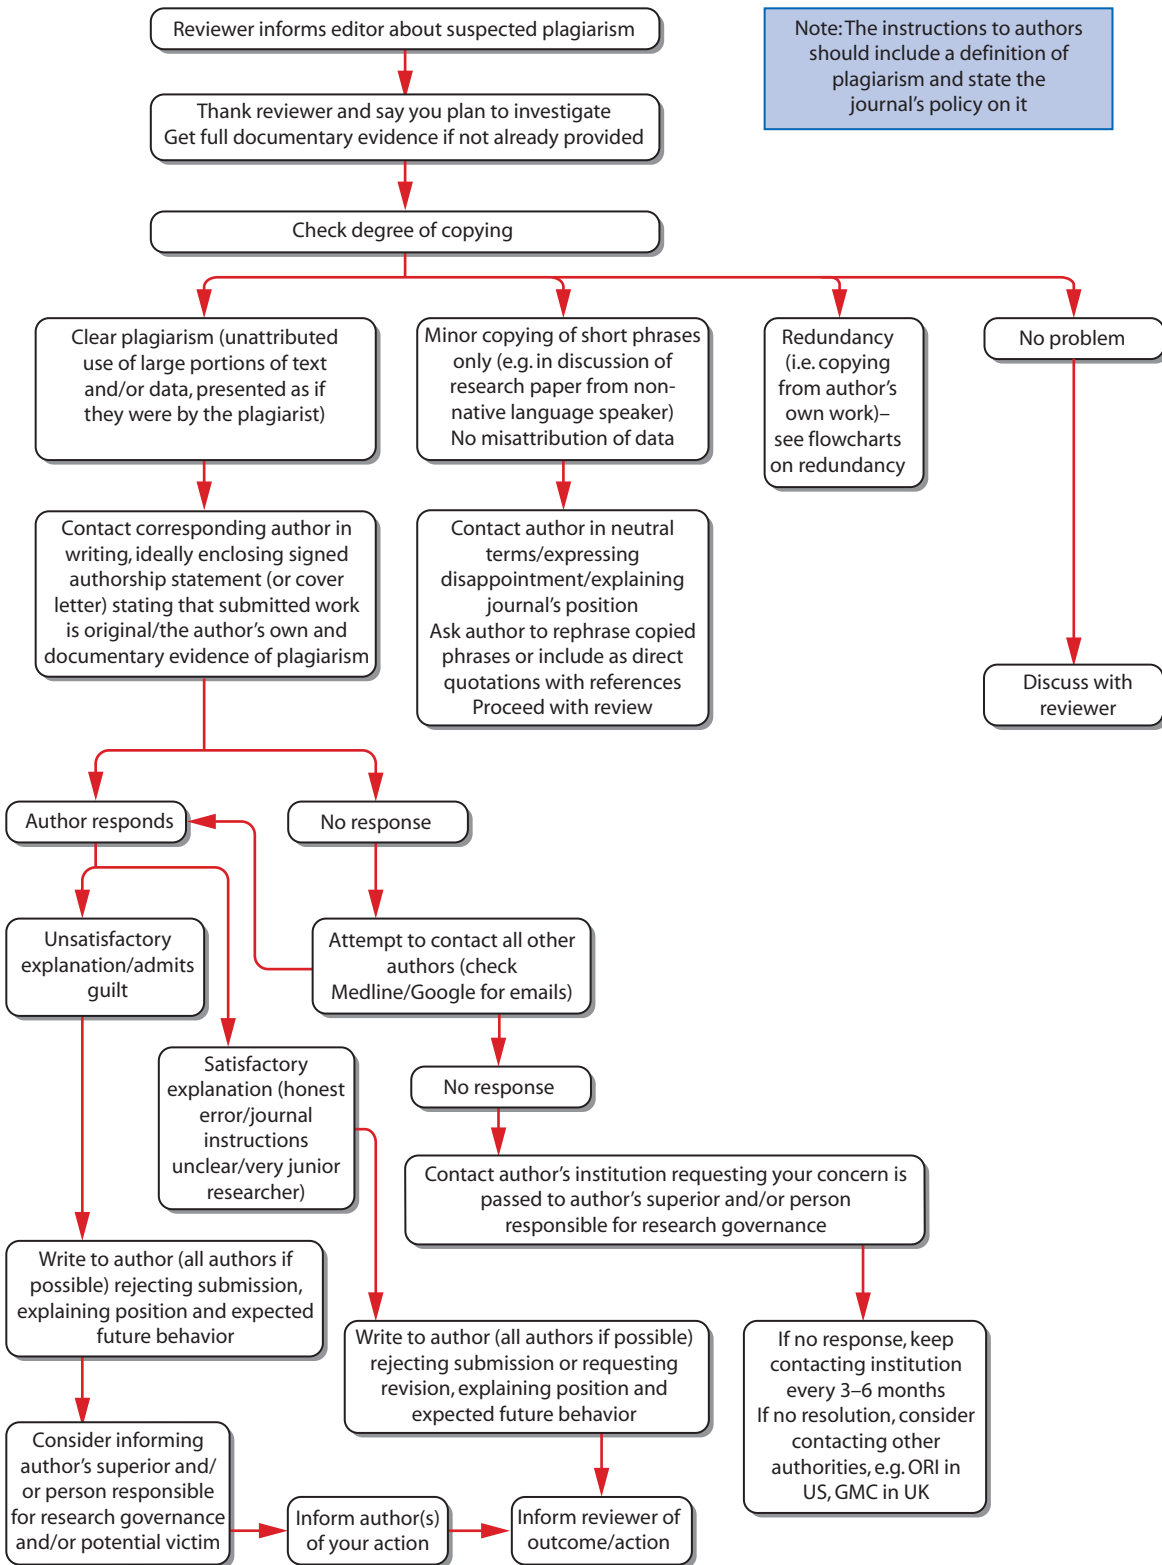 Reviewer informs editor about suspected plagiarism
Note: The instructions to authors
should include a definition of
plagiarism and state the
journal's policy on it
Thank reviewer and say you plan to investigate
Get full documentary evidence if not already provided
Check degree of copying
Clear plagiarism (unattributed
use of large portions of text
and/or data, presented as if
they were by the plagiarist)
Minor copying of short phrases
only (e.g. in discussion of
research paper from non-
native language speaker)
No misattribution of data
Redundancy
(i.e. copying
from author's
own work)–
see flowcharts
on redundancy
No problem
Contact corresponding author in
writing, ideally enclosing signed
authorship statement (or cover
letter) stating that submitted work
is original/the author's own and
documentary evidence of plagiarism
Contact author in neutral
terms/expressing
disappointment/explaining
journal's position
Ask author to rephrase copied
phrases or include as direct
quotations with references
Proceed with review
Discuss with
reviewer
Author responds
No response
Unsatisfactory
explanation/admits
guilt
Attempt to contact all other
authors (check
Medline/Google for emails)
Satisfactory
explanation (honest
error/journal
instructions
unclear/very junior
researcher)
No response
Contact author's institution requesting your concern is
passed to author's superior and/or person
responsible for research governance
Write to author (all authors if
possible) rejecting submission,
explaining position and expected
future behavior
Write to author (all authors if possible)
rejecting submission or requesting
revision, explaining position and
expected future behavior
If no response, keep
contacting institution
every 3–6 months
If no resolution, consider
contacting other
authorities, e.g. ORI in
US, GMC in UK
Consider informing
author's superior and/
or person responsible
for research governance
and/or potential victim
Inform author(s)
of your action
Inform reviewer of
outcome/action